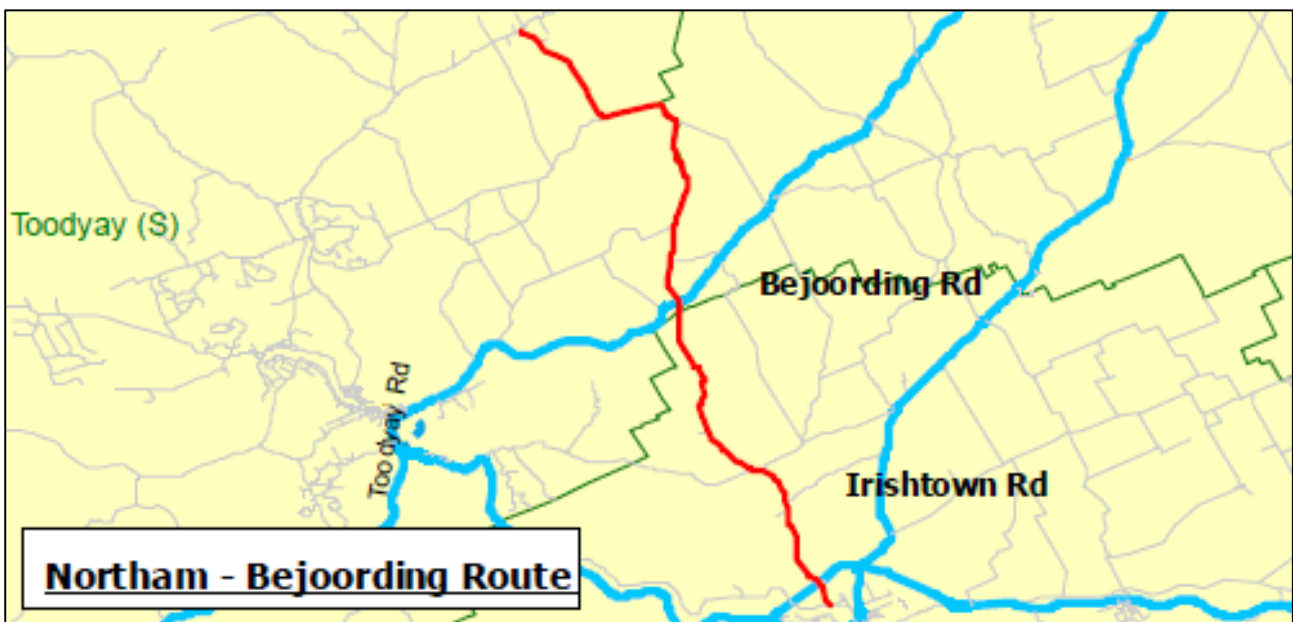 Toodyay (S)
Bejoording Rd
Toodyay Rd
Irishtown Rd
Northam - Bejoording Route